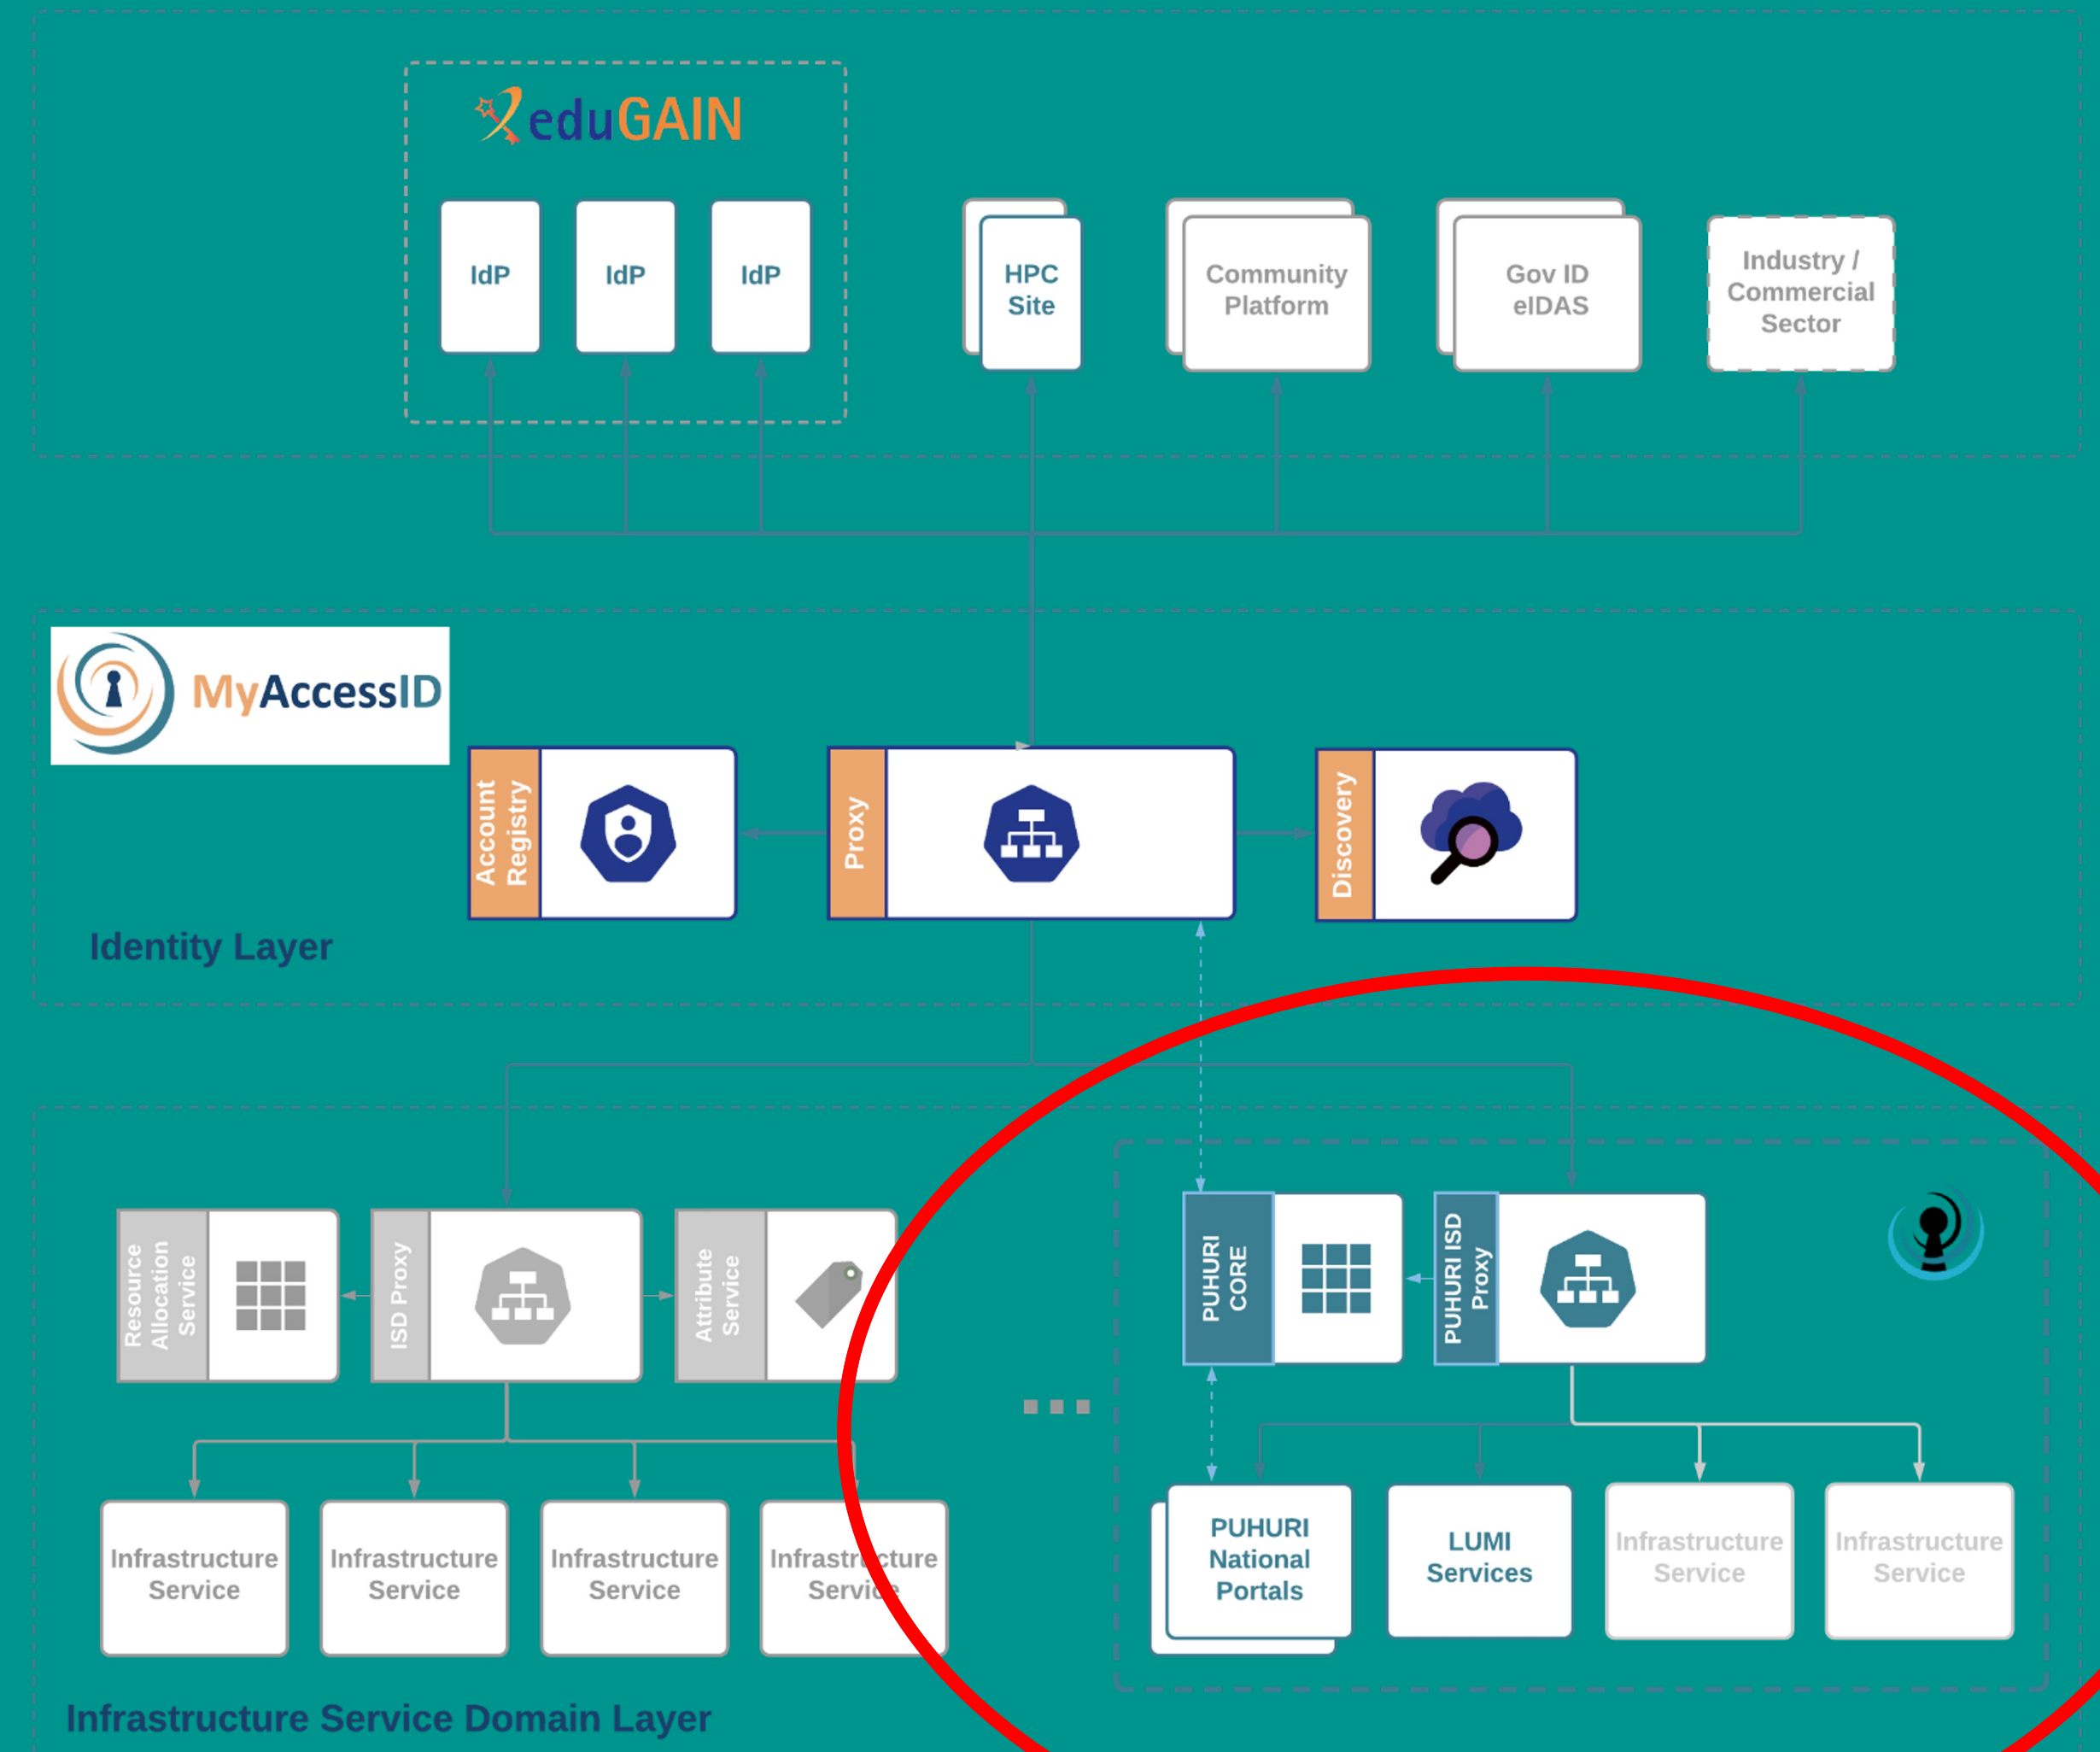 eduGAIN
IdP
IdP
IdP
HPC
Site
Community
Platform
Gov ID
eIDAS
Industry /
Commercial
Sector
MyAccessID
Account
Registry
Proxy
Discovery
Identity Layer
Resource
Allocation
Service
ISD Proxy
Attribute
Service
PUHURI
CORE
PUHURI ISD
Proxy
Infrastructure
Service
Infrastructure
Service
Infrastructure
Service
Infrastructure
Service
PUHURI
National
Portals
LUMI
Services
Infrastructure
Service
Infrastructure
Service
Infrastructure Service Domain Layer